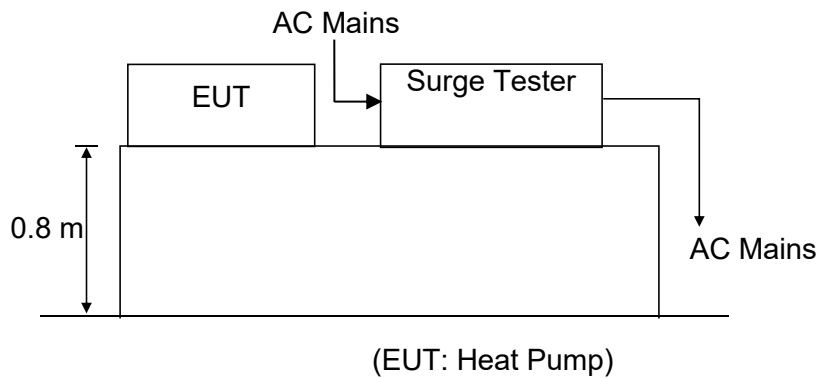 AC Mains
EUT
Surge Tester
0.8 m
AC Mains
(EUT: Heat Pump)